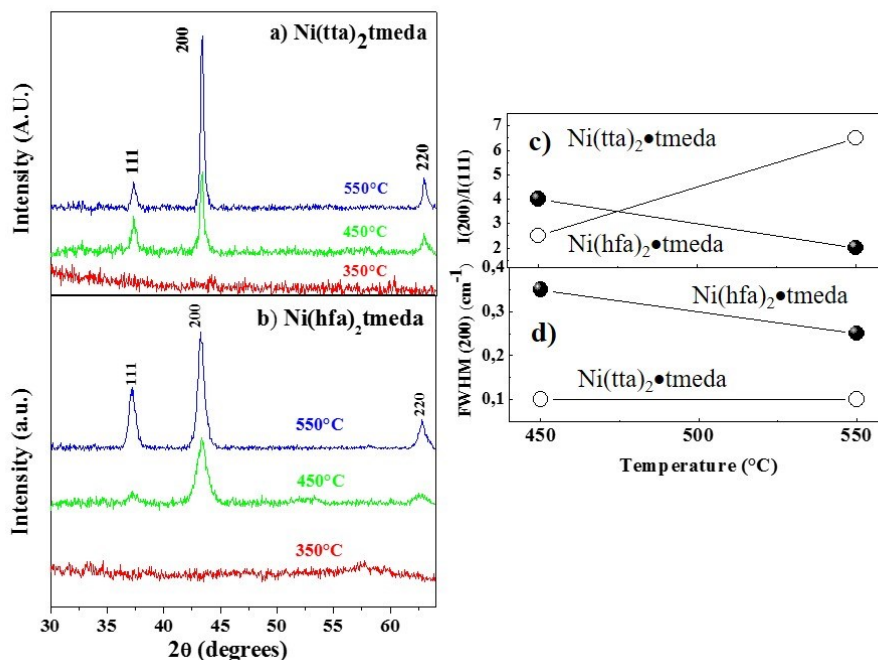 a) Ni(tta)2tmeda
111
200
220
550°C
450°C
350°C
Intensity (A.U.)
b) Ni(hfa)2tmeda
111
200
220
550°C
450°C
350°C
Intensity (a.u.)
30 35 40 45 50 55 60
2θ (degrees)
c)
Ni(tta)2•tmeda
Ni(hfa)2•tmeda
I(200)/I(111)
7
6
5
4
3
2
0,4
d)
Ni(hfa)2•tmeda
Ni(tta)2•tmeda
FWHM (200) (cm-1)
0,3
0,2
0,1
450 500 550
Temperature (°C)